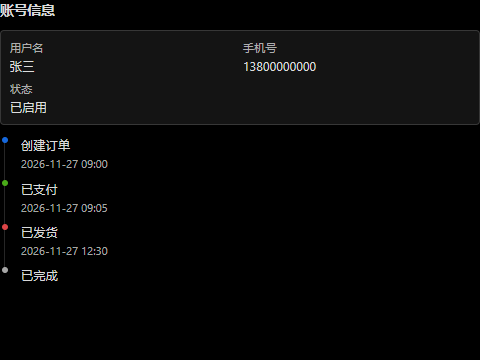 账号信息
用户名
手机号
张三
13800000000
状态
已启用
创建订单
2026-11-27 09:00
已支付
2026-11-27 09:05
已发货
2026-11-27 12:30
已完成